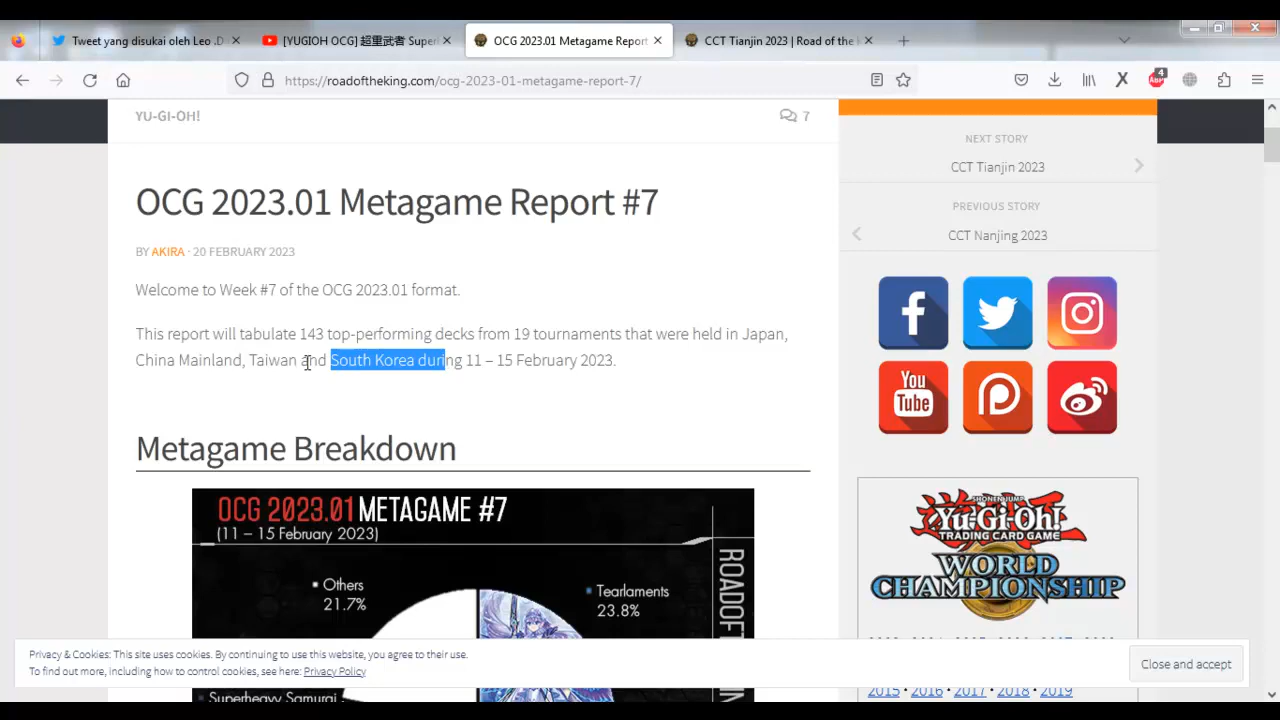 Tweet yang disukai oleh Leo .D
[YUGIOH OCG] 超重武者 Super
OCG 2023.01 Metagame Report
CCT Tianjin 2023 | Road of the
https://roadoftheking.com/ocg-2023-01-metagame-report-7/
4
YU-GI-OH!
7
OCG 2023.01 Metagame Report #7
BY AKIRA · 20 FEBRUARY 2023
Welcome to Week #7 of the OCG 2023.01 format.
This report will tabulate 143 top-performing decks from 19 tournaments that were held in Japan,
China Mainland, Taiwan and South Korea during 11 – 15 February 2023.
Metagame Breakdown
OCG 2023.01 METAGAME #7
(11 – 15 February 2023)
Others
21.7%
Tearlaments
23.8%
Superheavy Samurai
ROADOFT
NEXT STORY
CCT Tianjin 2023
PREVIOUS STORY
CCT Nanjing 2023
You
Tube
SHONEN JUMP
Yu-Gi-Oh!
TRADING CARD GAME
WORLD
CHAMPIONSHIP
2015 • 2016 • 2017 • 2018 • 2019
Privacy & Cookies: This site uses cookies. By continuing to use this website, you agree to their use.
To find out more, including how to control cookies, see here: Privacy Policy
Close and accept